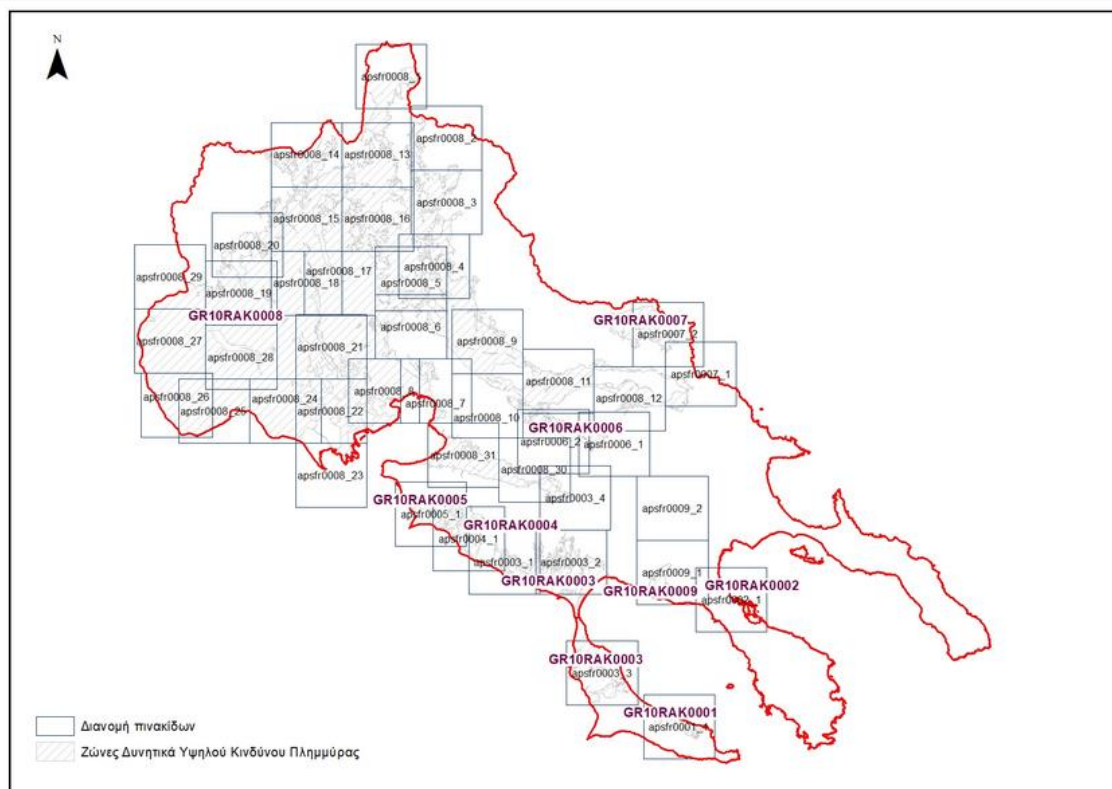 N
apsfr0008_
apsfr0008_2
apsfr0008_14
apsfr0008_13
apsfr0008_3
apsfr0008_15
apsfr0008_16
apsfr0008_20
apsfr0008_4
apsfr0008_29
apsfr0008_17
apsfr0008_18
apsfr0008_5
apsfr0008_19
GR10RAK0008
GR10RAK0007
apsfr0007_2
apsfr0008_6
apsfr0008_27
apsfr0008_21
apsfr0008_9
apsfr0008_28
apsfr0007_1
apsfr0008_11
apsfr0008_8
apsfr0008_26
apsfr0008_24
apsfr0008_7
apsfr0008_12
apsfr0008_25
apsfr0008_22
apsfr0008_10
GR10RAK0006
apsfr0006_2
apsfr0006_1
apsfr0008_31
apsfr0008_30
apsfr0008_23
GR10RAK0005
apsfr0003_4
apsfr0009_2
apsfr0005_1
GR10RAK0004
apsfr0004_1
apsfr0003_1
apsfr0003_2
apsfr0009_1
GR10RAK0003
GR10RAK0009
GR10RAK0002
apsfr0002_1
GR10RAK0003
apsfr0003_3
GR10RAK0001
apsfr0001_4
Διανομή πινακίδων
Ζώνες Δυνητικά Υψηλού Κινδύνου Πλημμύρας